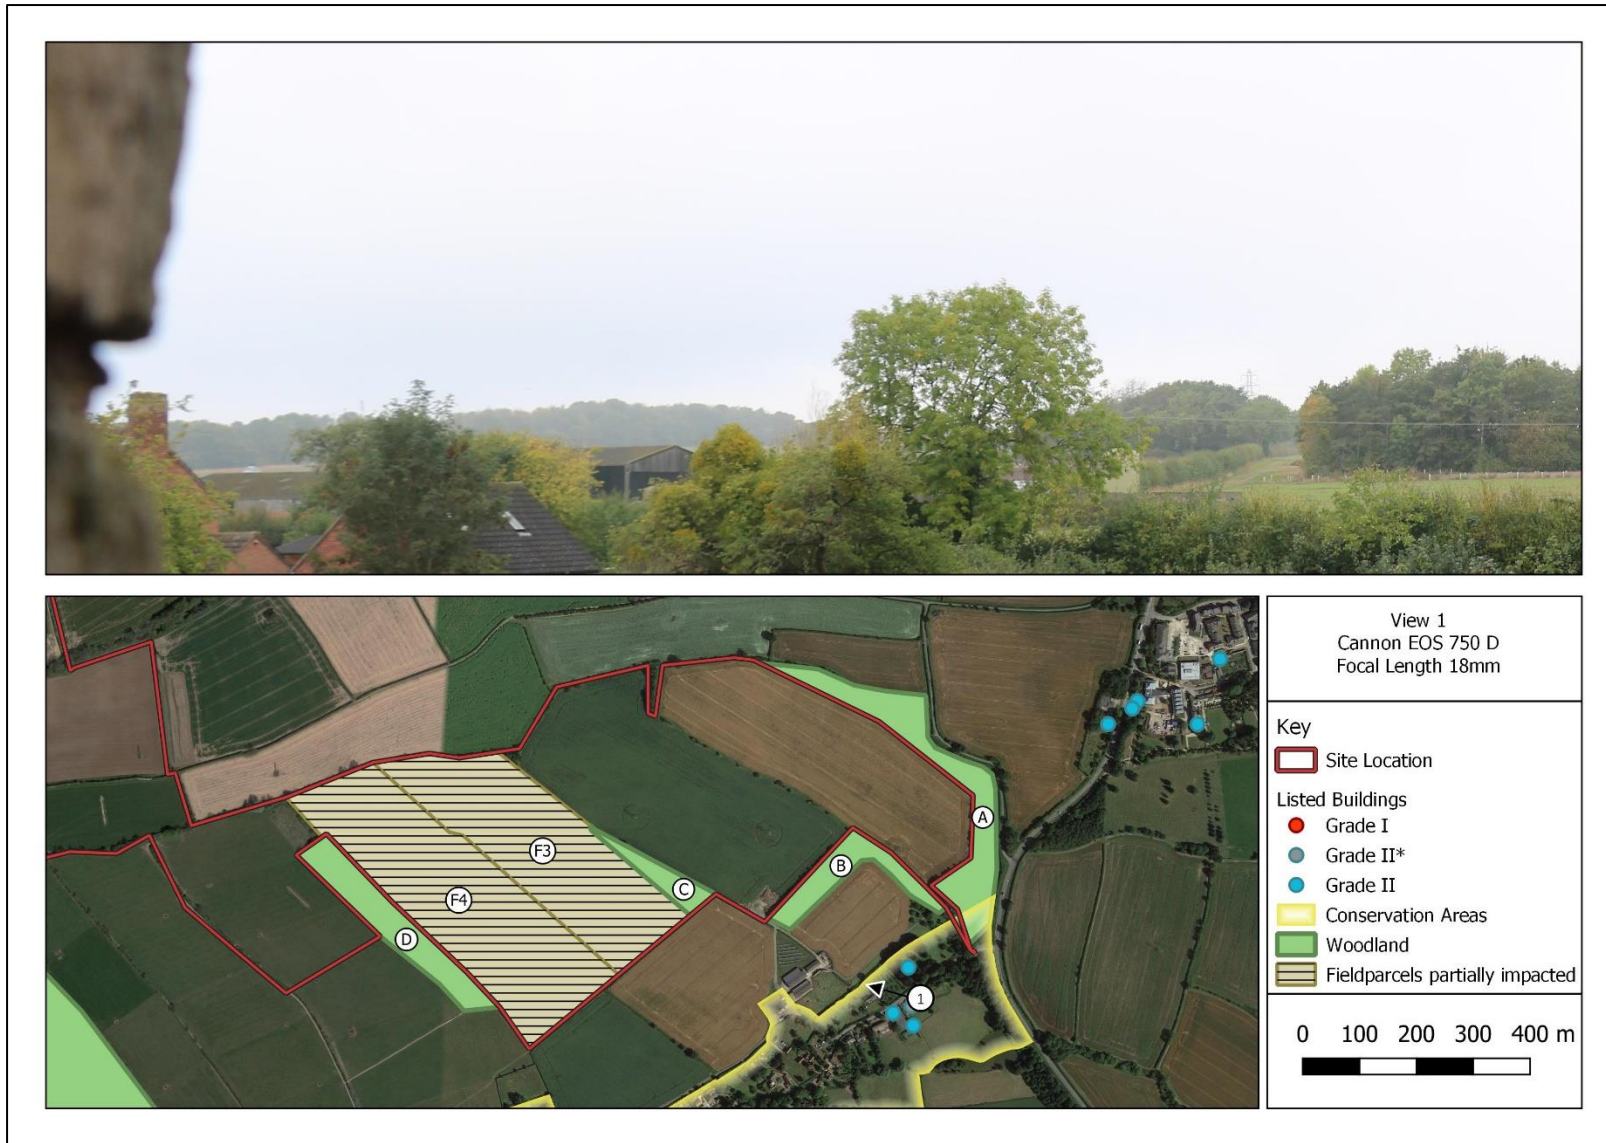 View 1
Cannon EOS 750 D
Focal Length 18mm
Key
Site Location
Listed Buildings
Grade I
Grade II*
Grade II
Conservation Areas
Woodland
Fieldparcels partially impacted
0 100 200 300 400 m
A
B
F3
C
F4
D
1